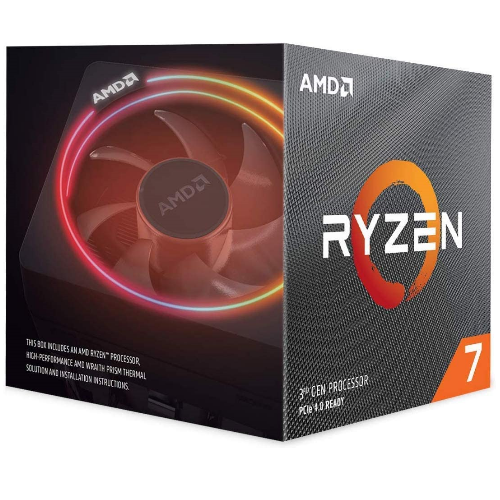 AMD
AMD
THIS BOX INCLUDES AN AMD RYZEN™ PROCESSOR,
HIGH-PERFORMANCE AMD WRAITH PRISM THERMAL
SOLUTION AND INSTALLATION INSTRUCTIONS.
AMD
RYZEN
7
3RD GEN PROCESSOR
PCIe 4.0 READY